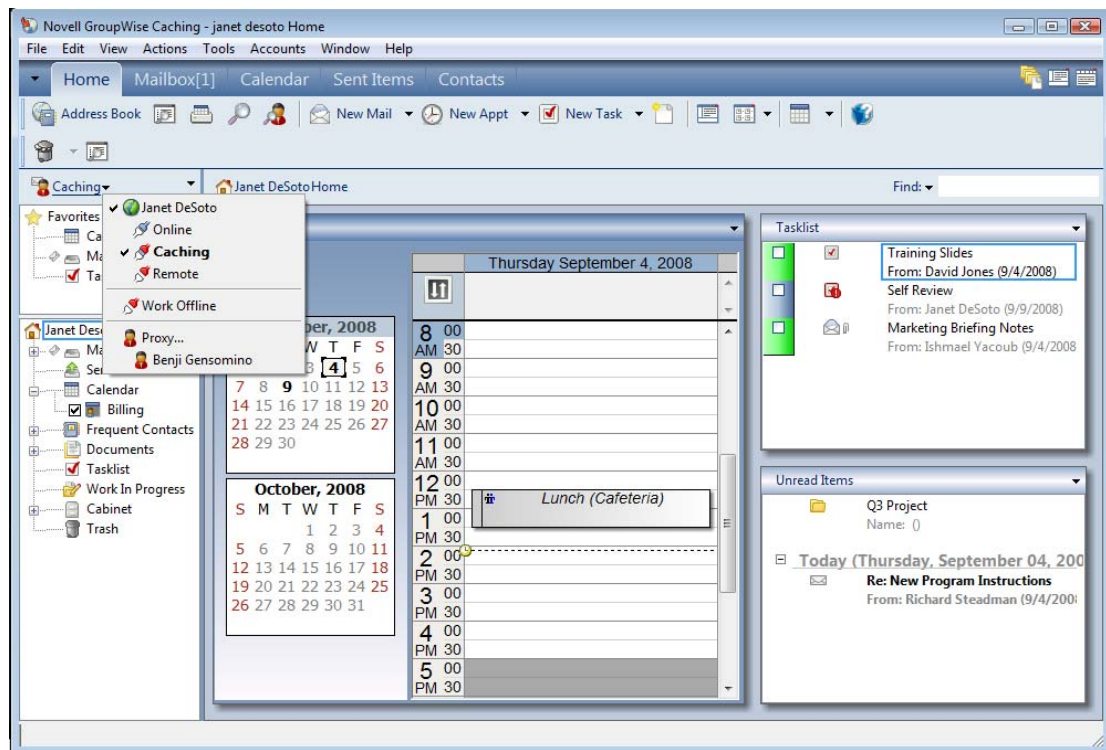 Novell GroupWise Caching - janet desoto Home
File Edit View Actions Tools Accounts Window Help
Home Mailbox[1] Calendar Sent Items Contacts
Address Book New Mail New Appt New Task
Caching
Janet DeSoto Home
Find:
Janet DeSoto
Online
Caching
Remote
Work Offline
Proxy...
Benji Gensomino
Favorites
Ca
Ma
Ta
Janet Des
Ma
Se
Calendar
Billing
Frequent Contacts
Documents
Tasklist
Work In Progress
Cabinet
Trash
ber, 2008
W T F S
3 4 5 6
7 8 9 10 11 12 13
14 15 16 17 18 19 20
21 22 23 24 25 26 27
28 29 30
October, 2008
S M T W T F S
1 2 3 4
5 6 7 8 9 10 11
12 13 14 15 16 17 18
19 20 21 22 23 24 25
26 27 28 29 30 31
Thursday September 4, 2008
8 00
AM 30
9 00
AM 30
10 00
AM 30
11 00
AM 30
12 00
PM 30
Lunch (Cafeteria)
1 00
PM 30
2 00
PM 30
3 00
PM 30
4 00
PM 30
5 00
PM 30
Tasklist
Training Slides
From: David Jones (9/4/2008)
Self Review
From: Janet DeSoto (9/9/2008)
Marketing Briefing Notes
From: Ishmael Yacoub (9/4/2008
Unread Items
Q3 Project
Name: ()
Today (Thursday, September 04, 200
Re: New Program Instructions
From: Richard Steadman (9/4/2008